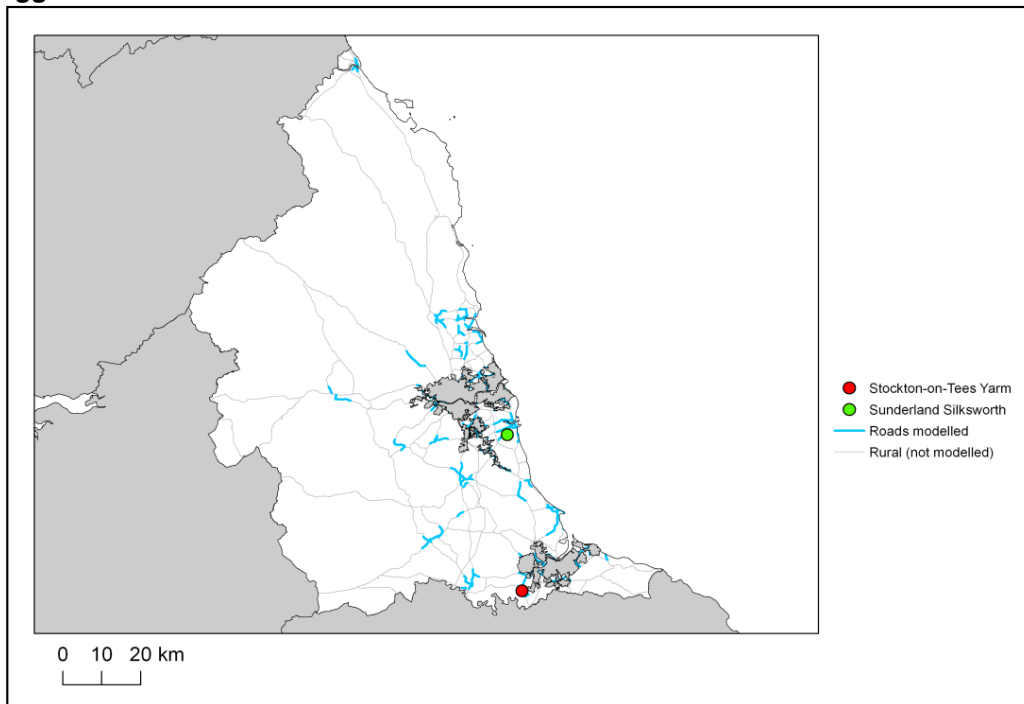 Stockton-on-Tees Yarm
Sunderland Silksworth
Roads modelled
Rural (not modelled)
0 10 20 km